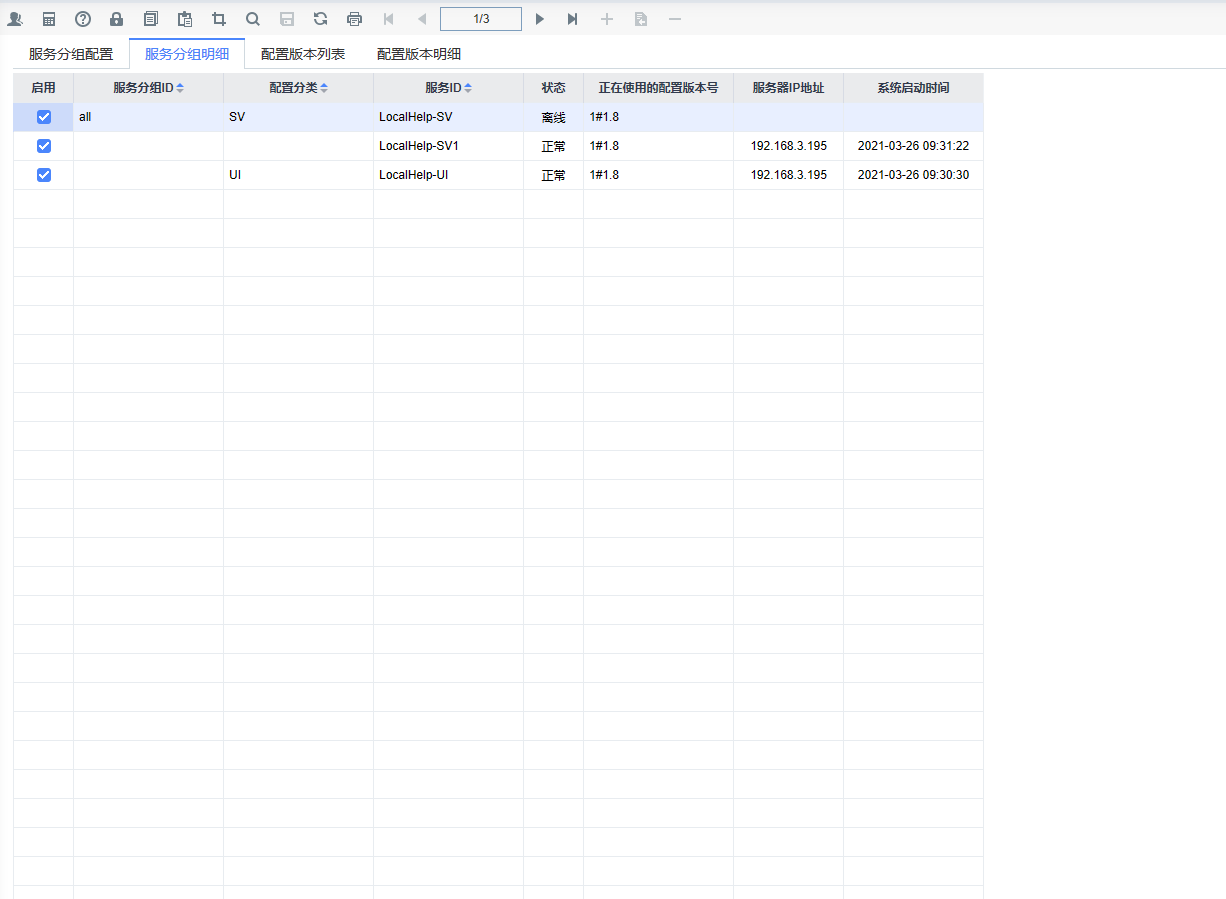 1/3
服务分组配置 服务分组明细 配置版本列表 配置版本明细
启用 服务分组ID 配置分类 服务ID 状态 正在使用的配置版本号 服务器IP地址 系统启动时间
all SV LocalHelp-SV 离线 1#1.8
LocalHelp-SV1 正常 1#1.8 192.168.3.195 2021-03-26 09:31:22
UI LocalHelp-UI 正常 1#1.8 192.168.3.195 2021-03-26 09:30:30